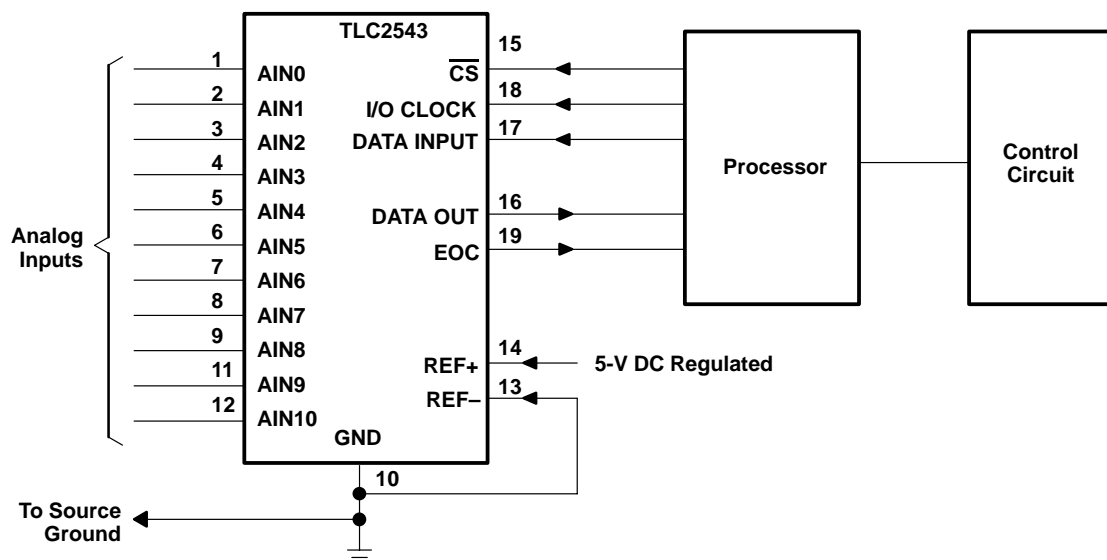 TLC2543
Analog
Inputs
1
AIN0
2
AIN1
3
AIN2
4
AIN3
5
AIN4
6
AIN5
7
AIN6
8
AIN7
9
AIN8
11
AIN9
12
AIN10
15
CS
18
I/O CLOCK
17
DATA INPUT
16
DATA OUT
19
EOC
14
REF+
5-V DC Regulated
13
REF–
GND
10
To Source
Ground
Processor
Control
Circuit